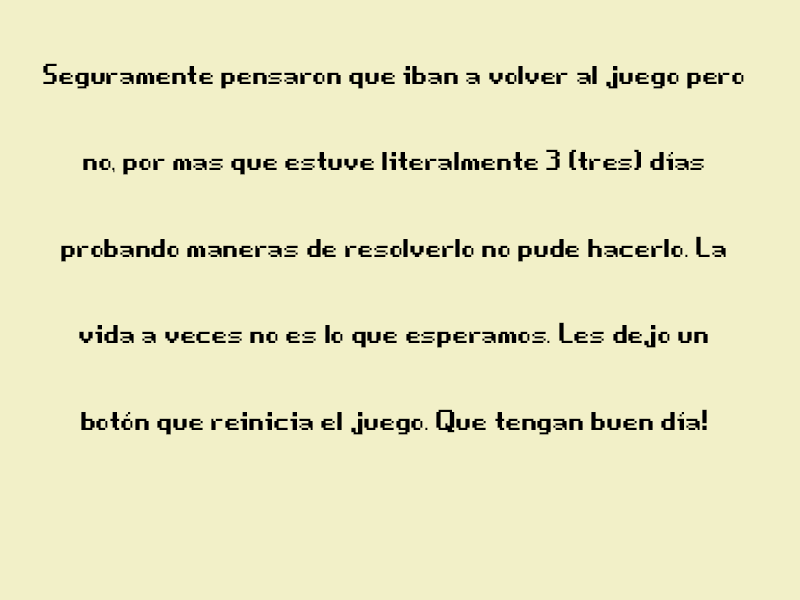 Seguramente pensaron que iban a volver al juego pero
no, por mas que estuve literalmente 3 (tres) días
probando maneras de resolverlo no pude hacerlo. La
vida a veces no es lo que esperamos. Les dejo un
botón que reinicia el juego. Que tengan buen día!